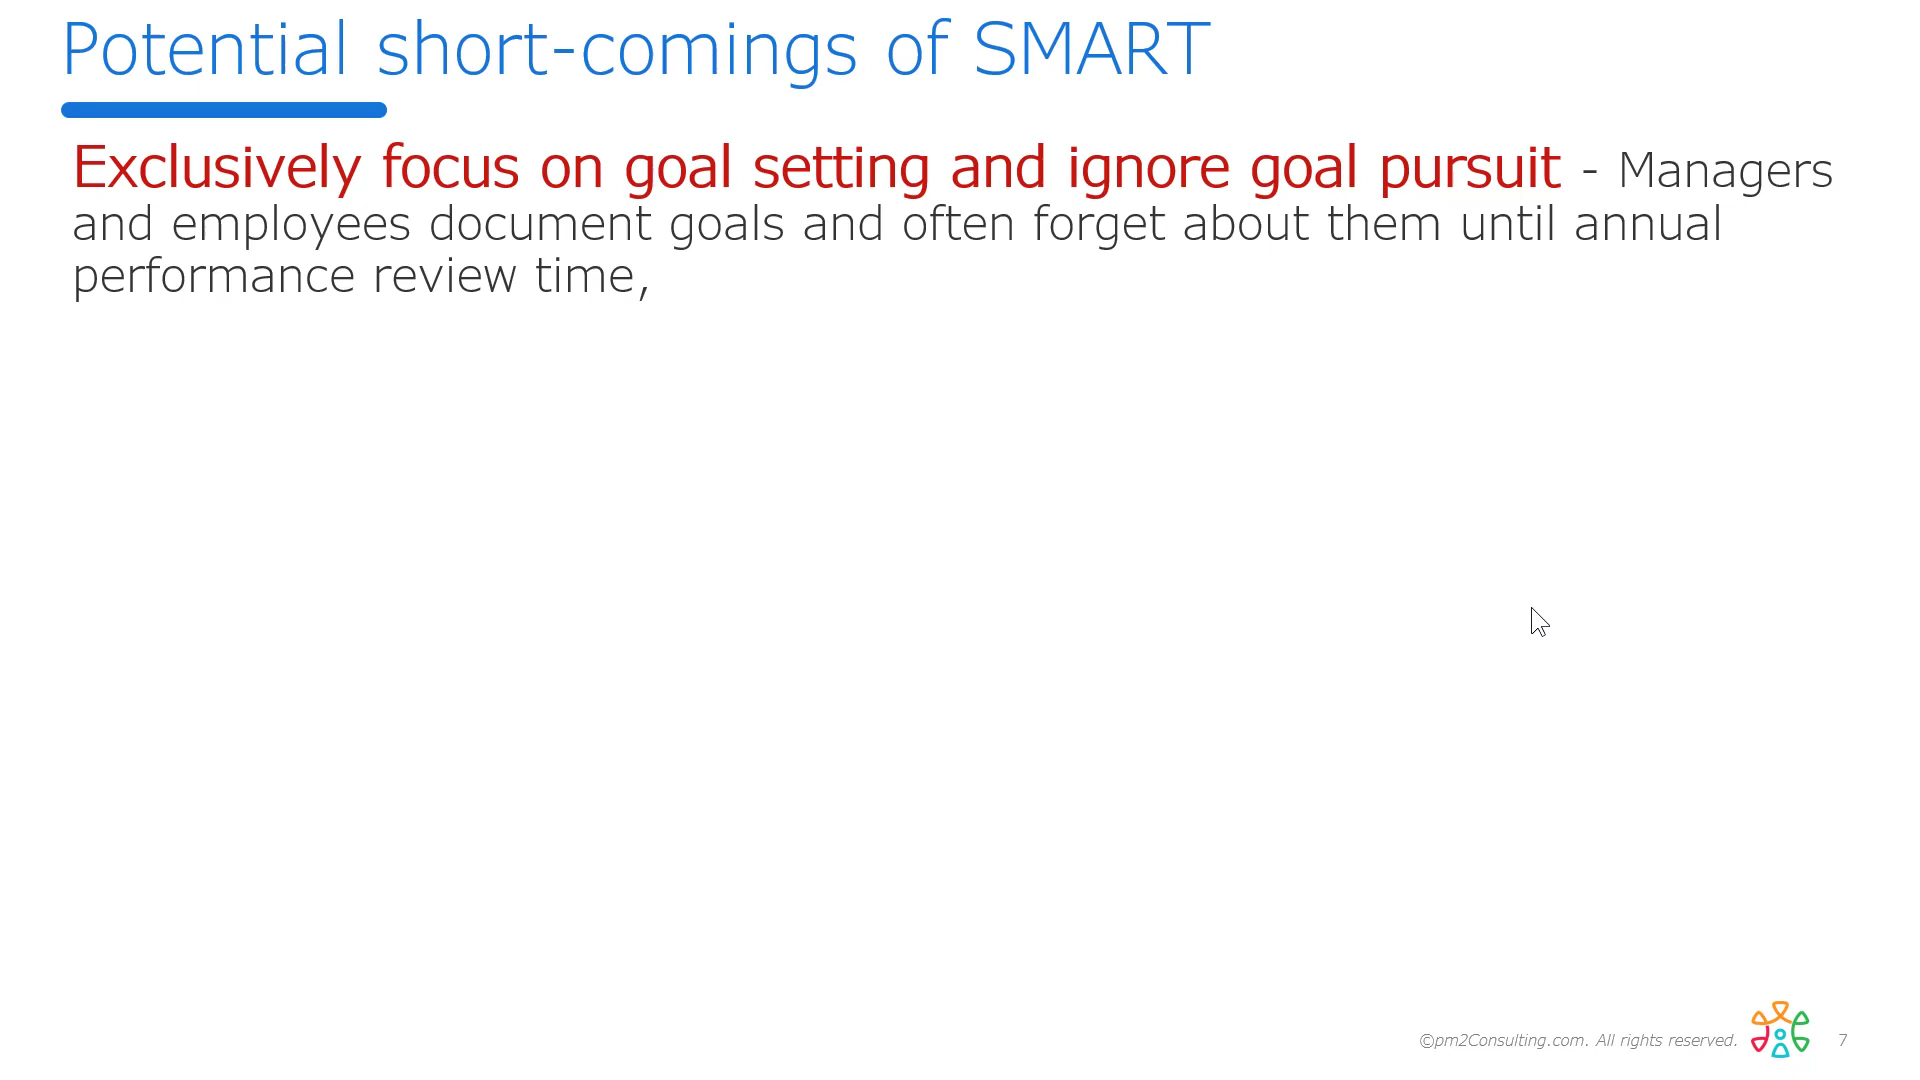 Potential short-comings of SMART
Exclusively focus on goal setting and ignore goal pursuit - Managers
and employees document goals and often forget about them until annual
performance review time,
©pm2Consulting.com. All rights reserved.
7